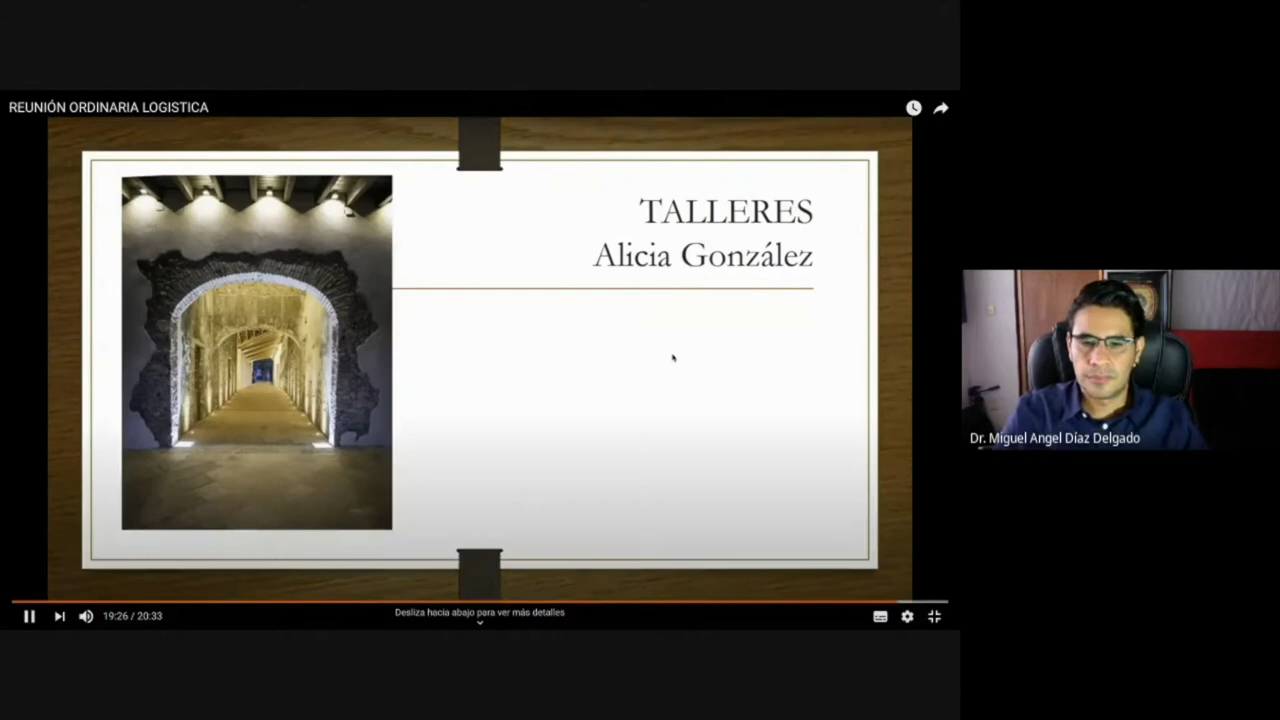 REUNIÓN ORDINARIA LOGISTICA
TALLERES
Alicia González
Dr. Miguel Angel Díaz Delgado
19:26 / 20:33
Desliza hacia abajo para ver más detalles